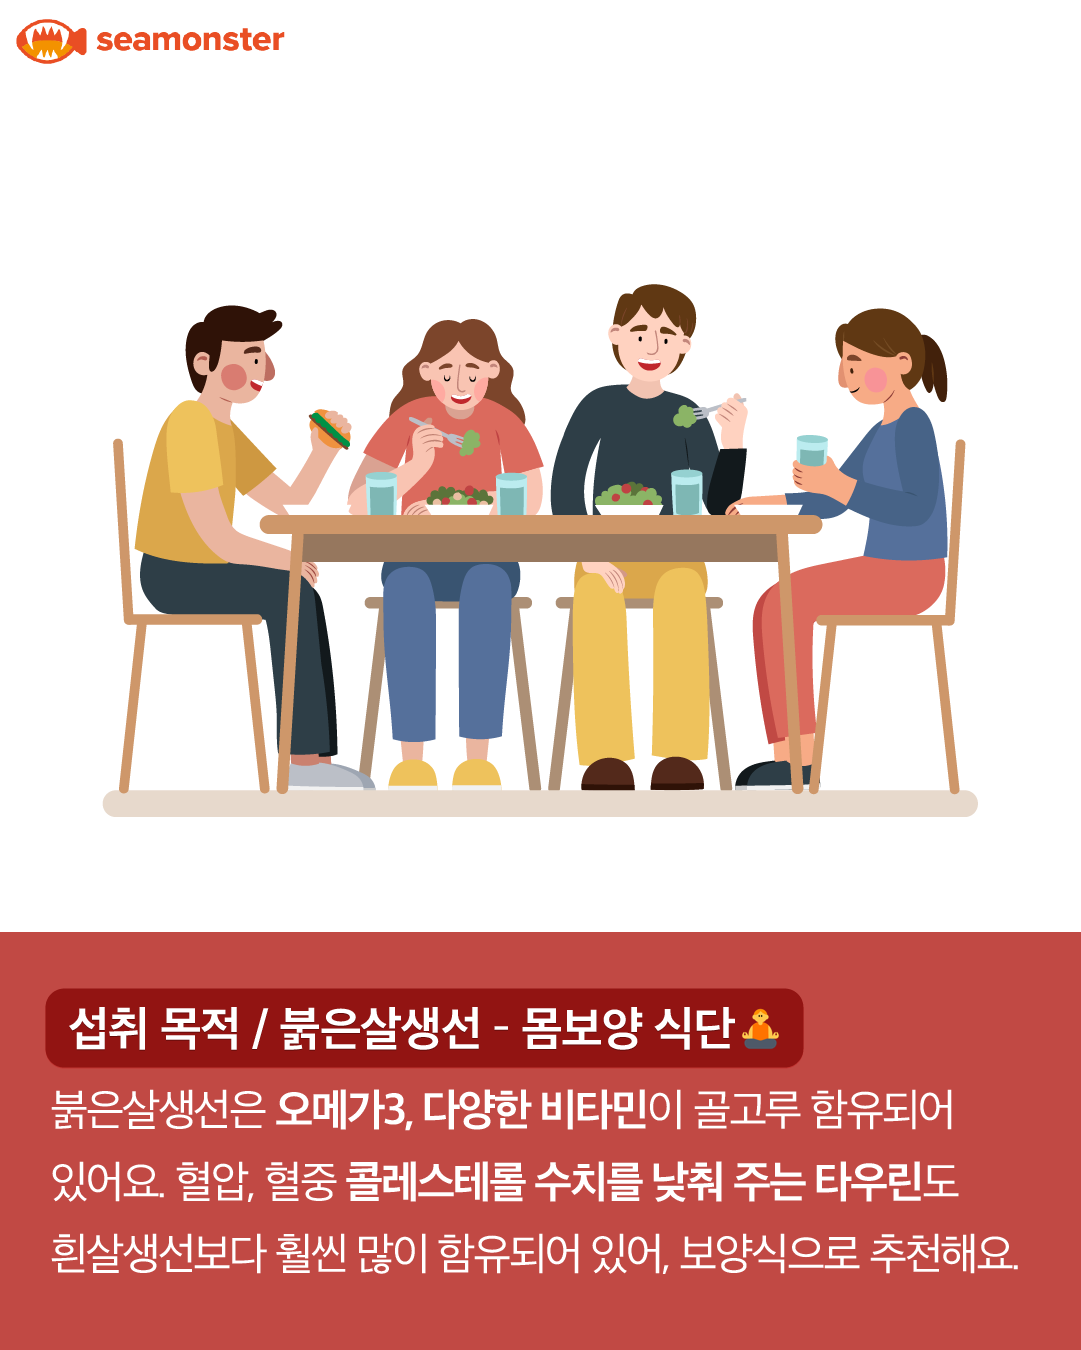 seamonster
섭취 목적 / 붉은살생선 - 몸보양 식단
붉은살생선은 오메가3, 다양한 비타민이 골고루 함유되어
있어요. 혈압, 혈중 콜레스테롤 수치를 낮춰 주는 타우린도
흰살생선보다 훨씬 많이 함유되어 있어, 보양식으로 추천해요.